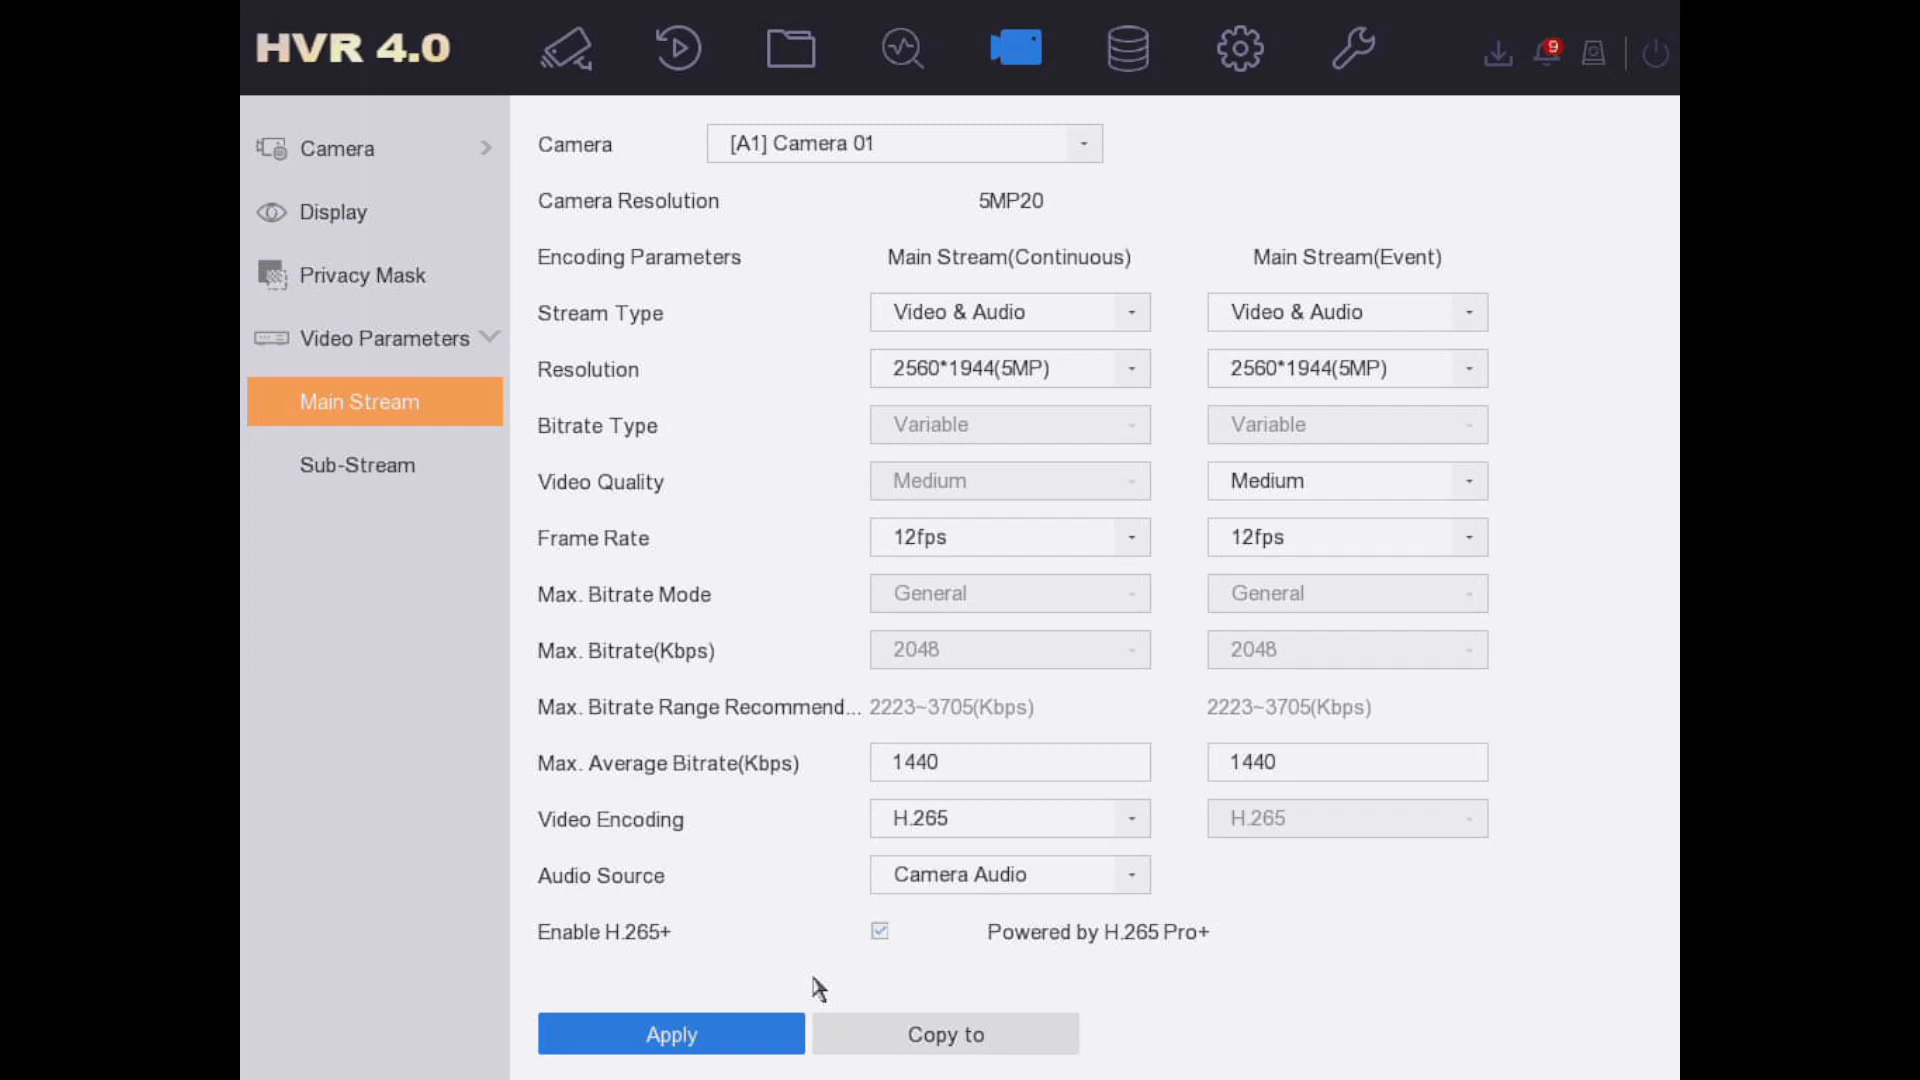 HVR 4.0
9
Camera
Display
Privacy Mask
Video Parameters
Main Stream
Sub-Stream
Camera [A1] Camera 01
Camera Resolution 5MP20
Encoding Parameters Main Stream(Continuous) Main Stream(Event)
Stream Type Video & Audio Video & Audio
Resolution 2560*1944(5MP) 2560*1944(5MP)
Bitrate Type Variable Variable
Video Quality Medium Medium
Frame Rate 12fps 12fps
Max. Bitrate Mode General General
Max. Bitrate(Kbps) 2048 2048
Max. Bitrate Range Recommend... 2223~3705(Kbps) 2223~3705(Kbps)
Max. Average Bitrate(Kbps) 1440 1440
Video Encoding H.265 H.265
Audio Source Camera Audio
Enable H.265+ Powered by H.265 Pro+
Apply Copy to